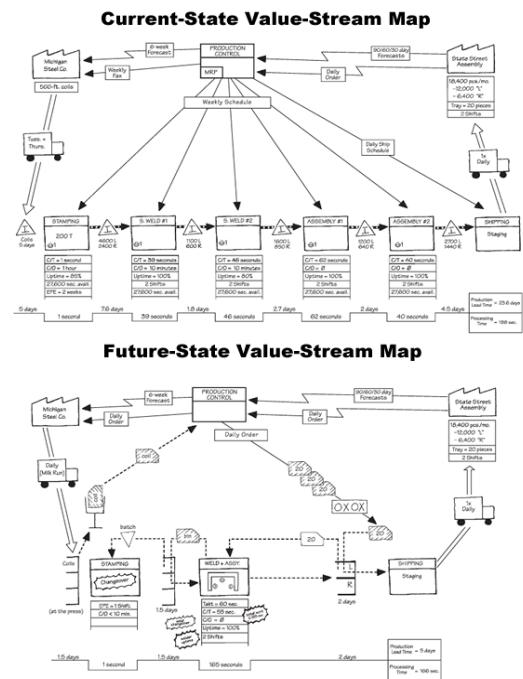 Current-State Value-Stream Map
6-week
Forecast
PRODUCTION
CONTROL
MRP
90/60/30 day
Forecasts
Daily
Order
Weekly
Fax
Michigan
Steel Co.
500-ft. coils
State Street
Assembly
18,400 pcs/mo
-12,000 "L"
-6,400 "R"
Tray = 20 pieces
2 Shifts
Weekly Schedule
Daily Ship
Schedule
Tues. +
Thurs.
1x
Daily
I
Coils
5 days
STAMPING
200 T
1
C/T = 1 second
C/O = 1 hour
Uptime = 85%
27,600 sec. avail.
EPE = 2 weeks
I
4600 L
2400 R
S. WELD #1
1
C/T = 39 seconds
C/O = 10 minutes
Uptime = 100%
2 Shifts
27,600 sec. avail.
I
1100 L
600 R
S. WELD #2
1
C/T = 46 seconds
C/O = 10 minutes
Uptime = 80%
2 Shifts
27,600 sec. avail.
I
1600 L
850 R
ASSEMBLY #1
1
C/T = 62 seconds
C/O = Ø
Uptime = 100%
2 Shifts
27,600 sec. avail.
I
1200 L
640 R
ASSEMBLY #2
1
C/T = 40 seconds
C/O = Ø
Uptime = 100%
2 Shifts
27,600 sec. avail.
I
2700 L
1440 R
SHIPPING
Staging
5 days
1 second
7.6 days
39 seconds
1.8 days
46 seconds
2.7 days
62 seconds
2 days
40 seconds
4.5 days
Production
Lead Time = 23.6 days
Processing
Time = 188 sec.
Future-State Value-Stream Map
6-week
Forecast
PRODUCTION
CONTROL
90/60/30 day
Forecasts
Daily
Order
Daily
Order
Michigan
Steel Co.
State Street
Assembly
18,400 pcs/mo
-12,000 "L"
-6,400 "R"
Tray = 20 pieces
2 Shifts
Daily Order
Daily
(Milk Run)
coil
coil
20
20
20
OXOX
20
1x
Daily
batch
bin
20
Coils
(at the press)
STAMPING
Changeover
EPE = 1 Shift
C/O < 10 min.
1.5 days
WELD + ASSY.
Takt = 60 sec.
C/T = 55 sec.
C/O = Ø
Uptime = 100%
2 Shifts
L
R
2 days
SHIPPING
Staging
1.5 days
1 second
1.5 days
165 seconds
2 days
Production
Lead Time = 5 days
Processing
Time = 166 sec.